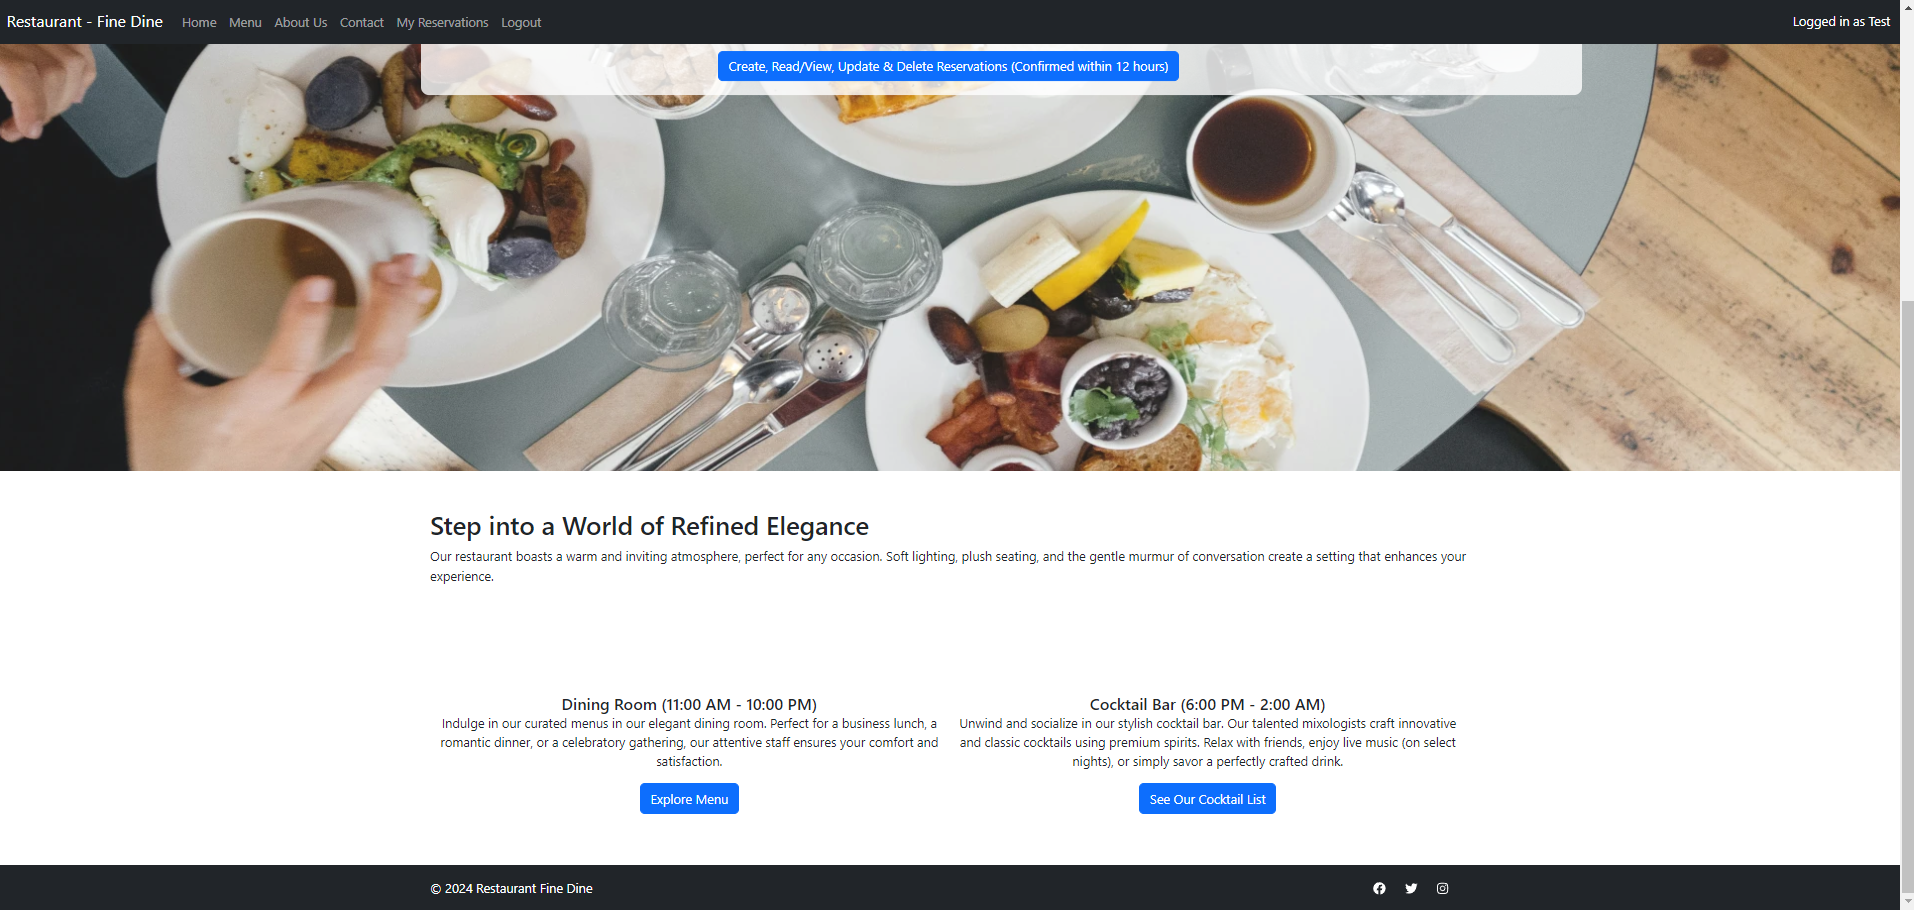 Restaurant - Fine Dine Home Menu About Us Contact My Reservations Logout Logged in as Test
Create, Read/View, Update & Delete Reservations (Confirmed within 12 hours)
Step into a World of Refined Elegance
Our restaurant boasts a warm and inviting atmosphere, perfect for any occasion. Soft lighting, plush seating, and the gentle murmur of conversation create a setting that enhances your
experience.
Dining Room (11:00 AM - 10:00 PM)
Indulge in our curated menus in our elegant dining room. Perfect for a business lunch, a
romantic dinner, or a celebratory gathering, our attentive staff ensures your comfort and
satisfaction.
Explore Menu
Cocktail Bar (6:00 PM - 2:00 AM)
Unwind and socialize in our stylish cocktail bar. Our talented mixologists craft innovative
and classic cocktails using premium spirits. Relax with friends, enjoy live music (on select
nights), or simply savor a perfectly crafted drink.
See Our Cocktail List
© 2024 Restaurant Fine Dine